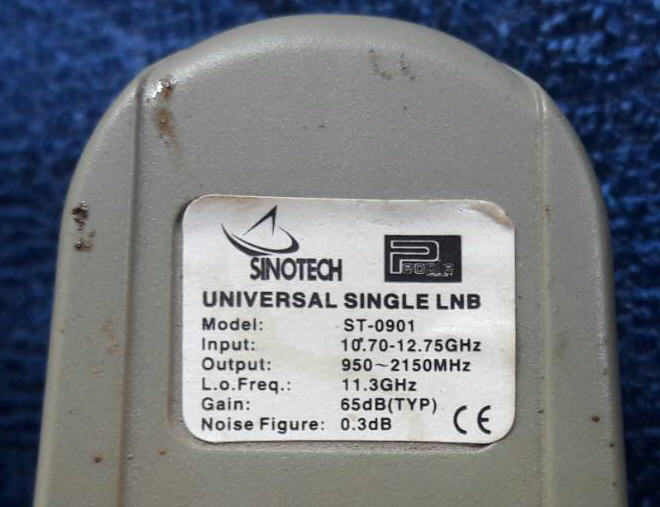 SINOTECH
People
UNIVERSAL SINGLE LNB
Model: ST-0901
Input: 10.70-12.75GHz
Output: 950~2150MHz
L.o.Freq.: 11.3GHz
Gain: 65dB(TYP)
Noise Figure: 0.3dB
CE